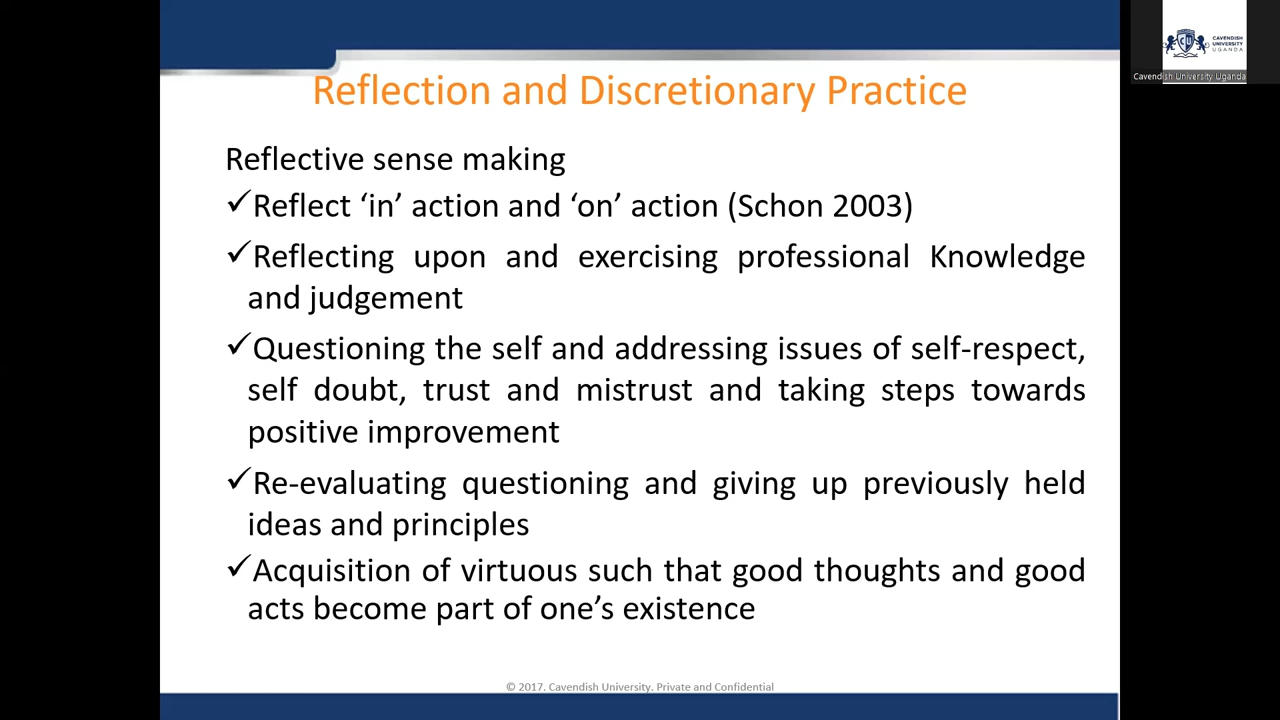 CAVENDISH
UNIVERSITY
UGANDA
Cavendish University Uganda
Reflection and Discretionary Practice
Reflective sense making
✓Reflect ‘in’ action and ‘on’ action (Schon 2003)
✓Reflecting upon and exercising professional Knowledge
and judgement
✓Questioning the self and addressing issues of self-respect,
self doubt, trust and mistrust and taking steps towards
positive improvement
✓Re-evaluating questioning and giving up previously held
ideas and principles
✓Acquisition of virtuous such that good thoughts and good
acts become part of one’s existence
© 2017. Cavendish University. Private and Confidential